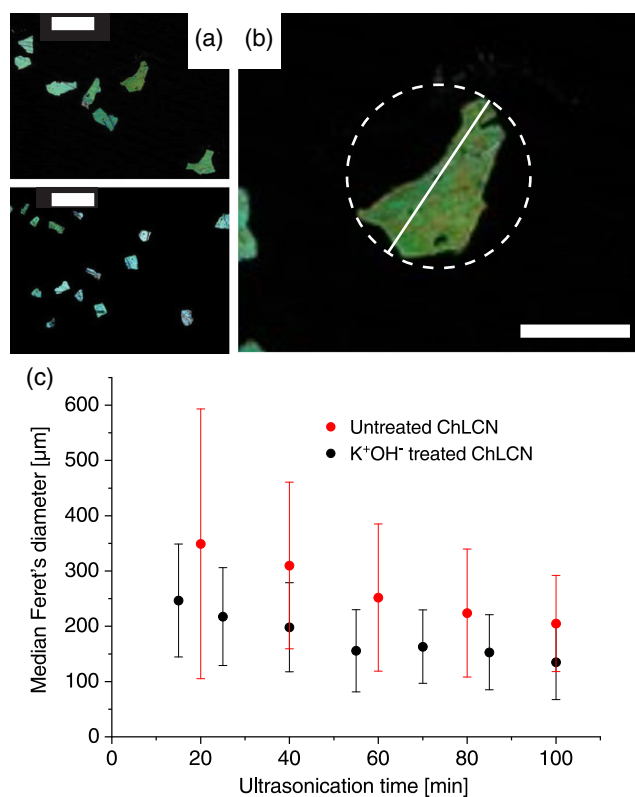 (a)
(b)
(c)
600
500
400
300
200
100
0
Median Feret's diameter [µm]
Untreated ChLCN
K⁺OH⁻ treated ChLCN
0
20
40
60
80
100
Ultrasonication time [min]